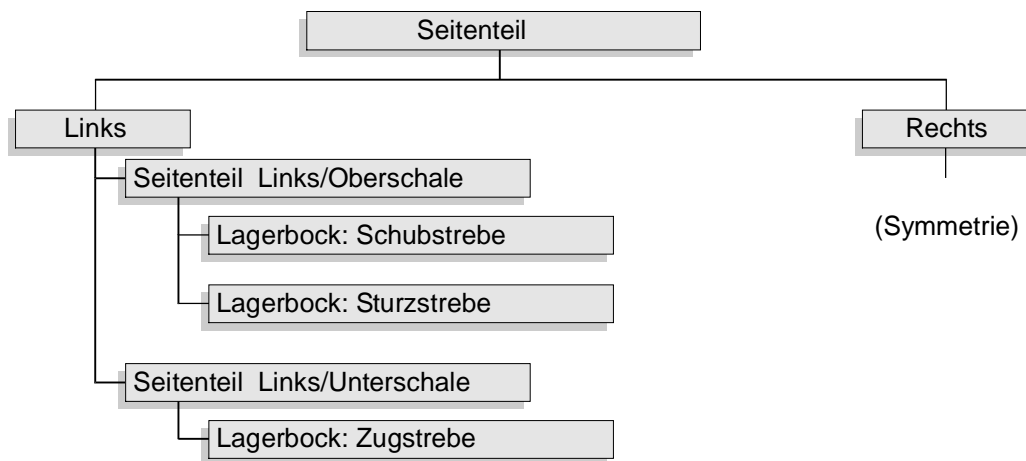 Seitenteil
Links
Rechts
Seitenteil Links/Oberschale
Lagerbock: Schubstrebe
(Symmetrie)
Lagerbock: Sturzstrebe
Seitenteil Links/Unterschale
Lagerbock: Zugstrebe